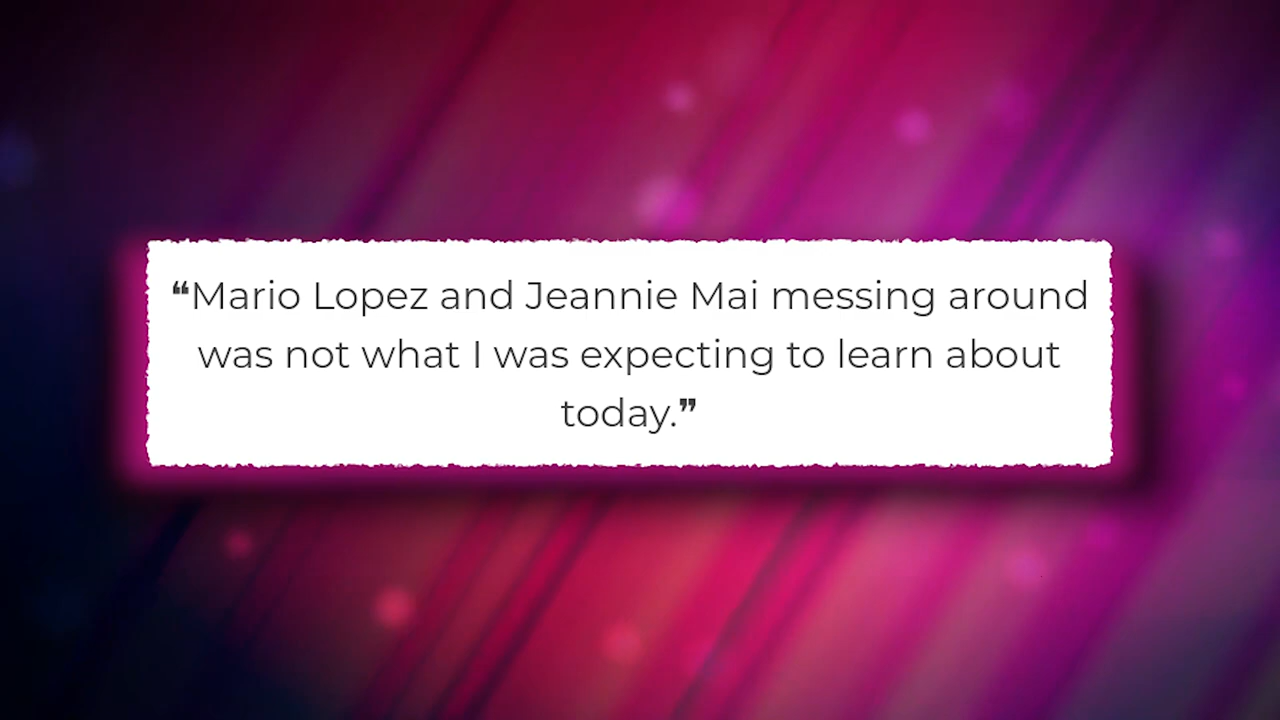 ❝Mario Lopez and Jeannie Mai messing around
was not what I was expecting to learn about
today.❞